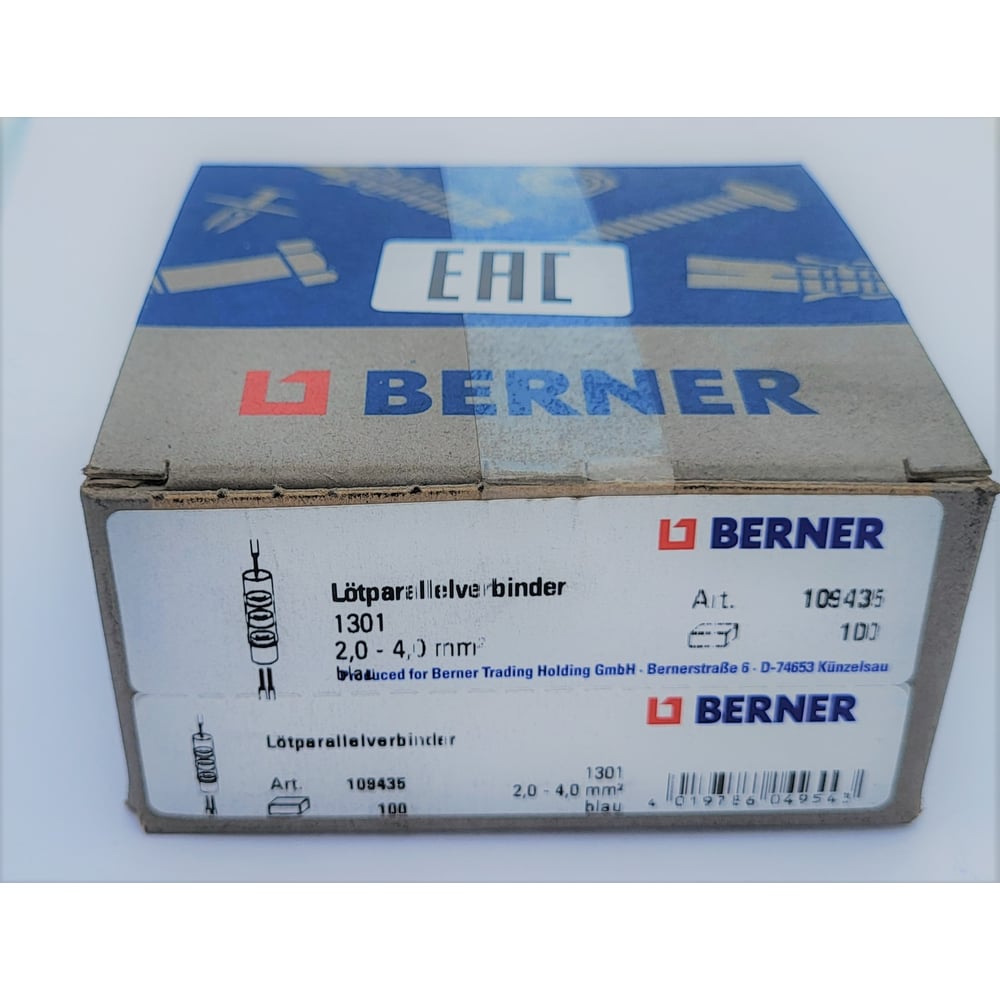 EAC
BERNER
BERNER
Lötparallelverbinder
1301
2,0 - 4,0 mm²
blau
Produced for Berner Trading Holding GmbH · Bernerstraße 6 · D-74653 Künzelsau
Art. 109435
100
BERNER
Lötparallelverbinder
Art. 109435
100
1301
2,0 - 4,0 mm²
blau
4 019786 049543